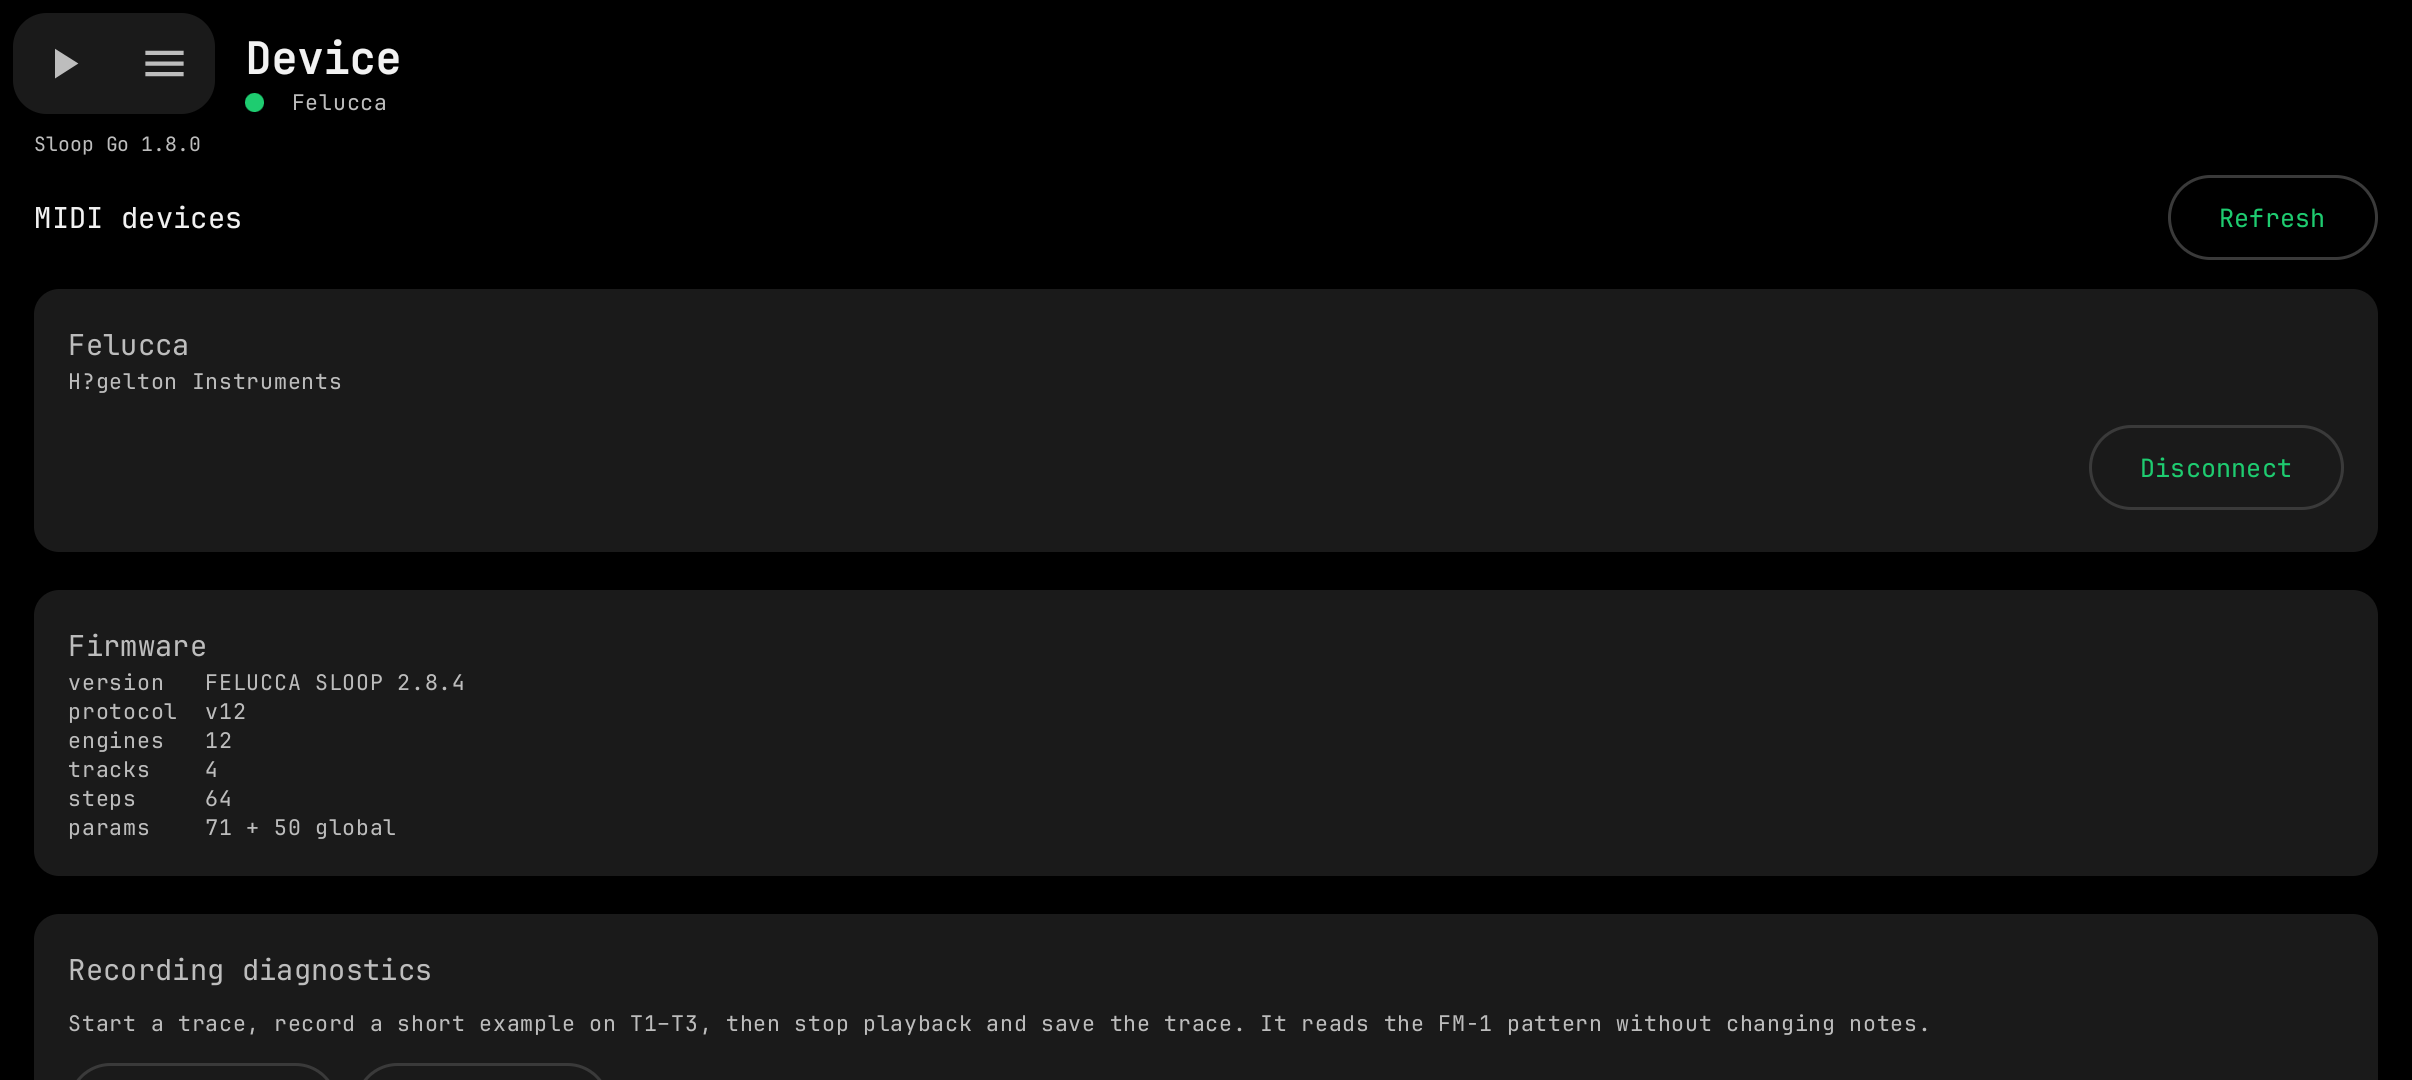 Device
Felucca
Sloop Go 1.8.0
MIDI devices
Refresh
Felucca
H?gelton Instruments
Disconnect
Firmware
version FELUCCA SLOOP 2.8.4
protocol v12
engines 12
tracks 4
steps 64
params 71 + 50 global
Recording diagnostics
Start a trace, record a short example on T1–T3, then stop playback and save the trace. It reads the FM-1 pattern without changing notes.